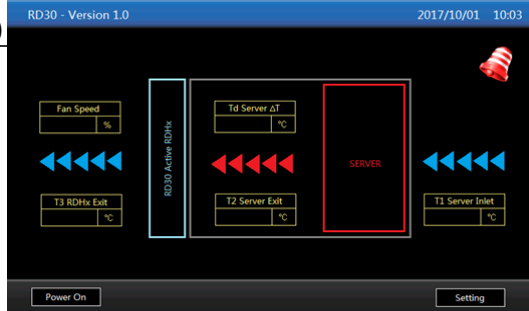 RD30 - Version 1.0
2017/10/01 10:03
Fan Speed
%
Td Server ΔT
°C
RD30 Active RDHx
SERVER
T3 RDHx Exit
°C
T2 Server Exit
°C
T1 Server Inlet
°C
Power On
Setting